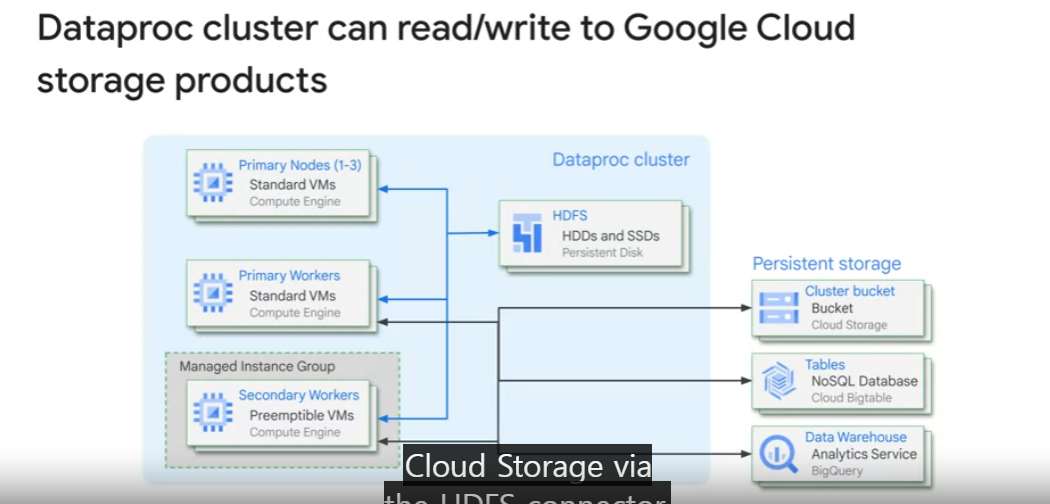 Dataproc cluster can read/write to Google Cloud
storage products
Dataproc cluster
Primary Nodes (1-3)
Standard VMs
Compute Engine
HDFS
HDDs and SSDs
Persistent Disk
Primary Workers
Standard VMs
Compute Engine
Managed Instance Group
Secondary Workers
Preemptible VMs
Compute Engine
Persistent storage
Cluster bucket
Bucket
Cloud Storage
Tables
NoSQL Database
Cloud Bigtable
Data Warehouse
Analytics Service
BigQuery
Cloud Storage via
the HDFS connector